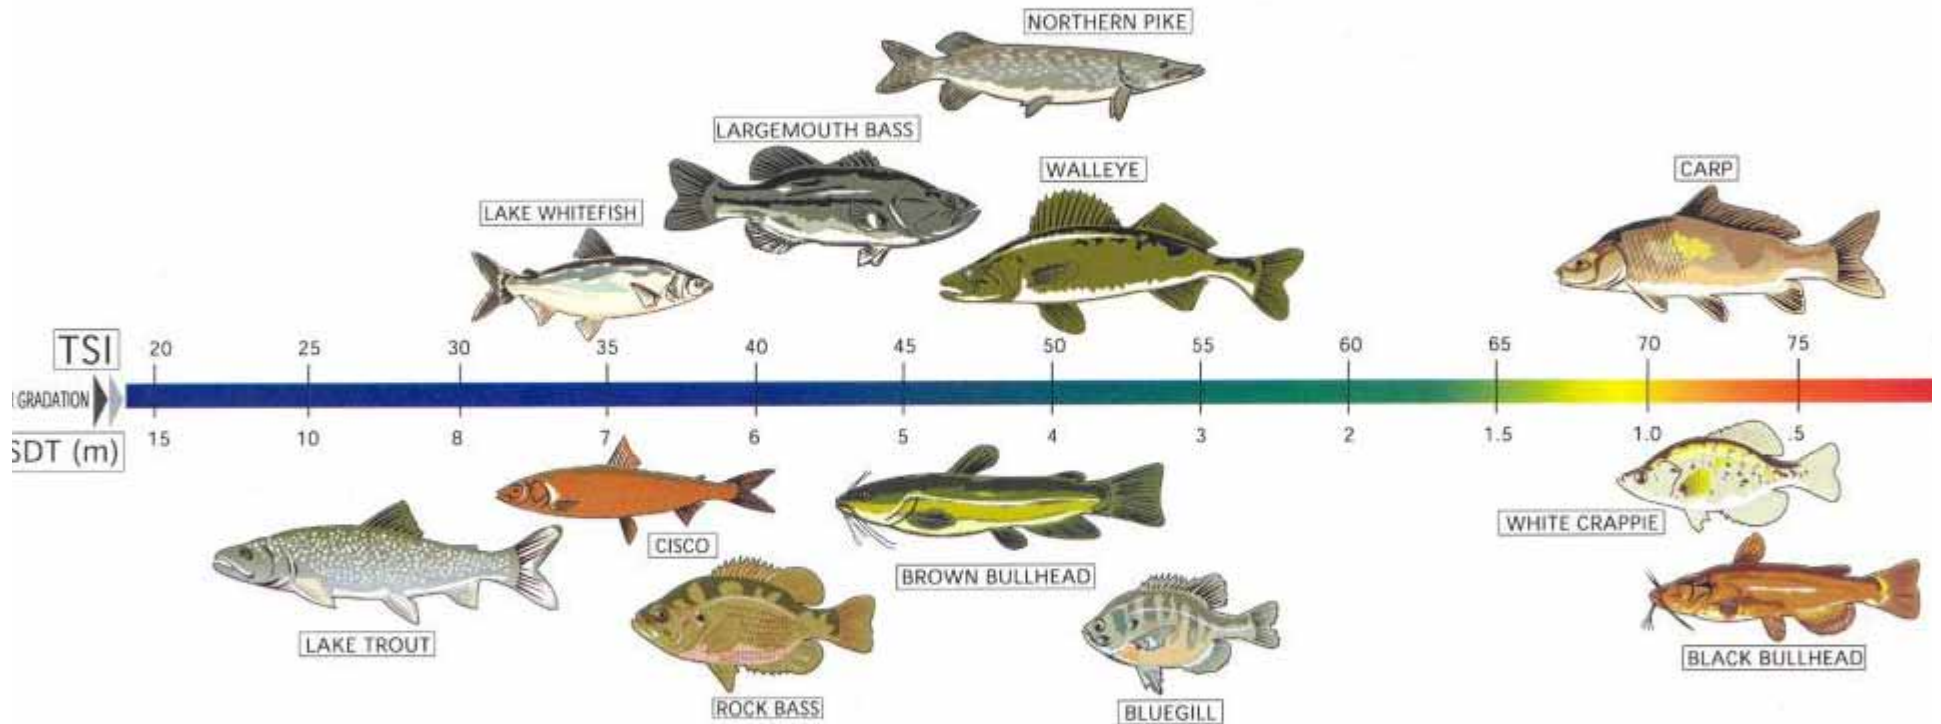 NORTHERN PIKE
LARGEMOUTH BASS
WALLEYE
CARP
LAKE WHITEFISH
TSI 20 25 30 35 40 45 50 55 60 65 70 75
GRADATION
SDT (m) 15 10 8 7 6 5 4 3 2 1.5 1.0 .5
WHITE CRAPPIE
CISCO
BROWN BULLHEAD
LAKE TROUT
BLACK BULLHEAD
ROCK BASS
BLUEGILL